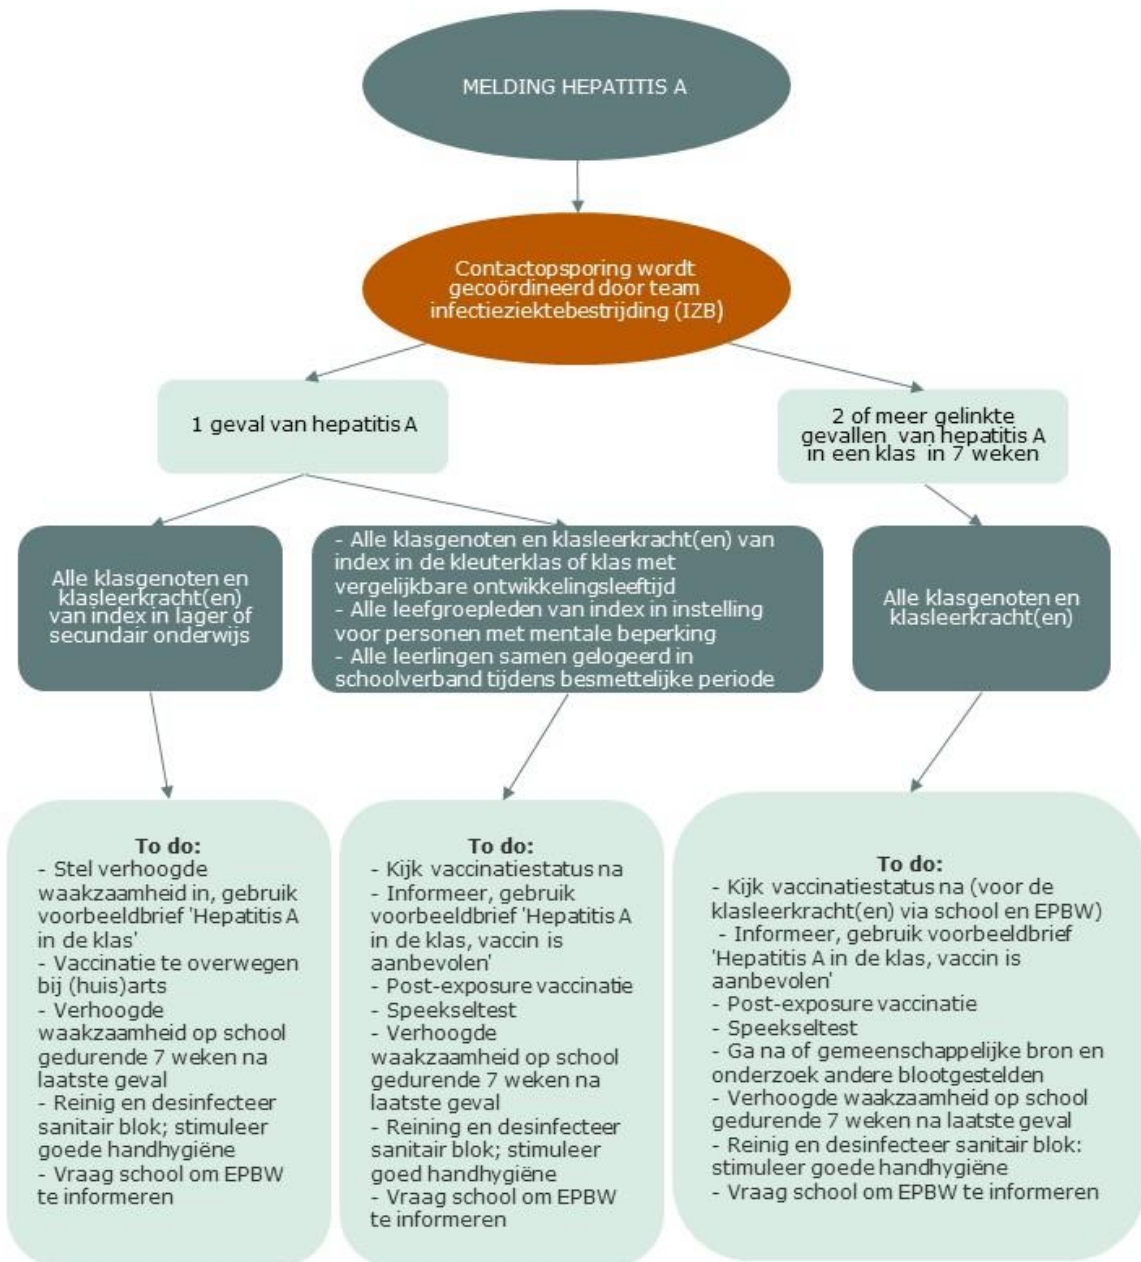 MELDING HEPATITIS A
Contactopsporing wordt
gecoördineerd door team
infectieziektebestrijding (IZB)
1 geval van hepatitis A
2 of meer gelinkte
gevallen van hepatitis A
in een klas in 7 weken
Alle klasgenoten en
klasleerkracht(en)
van index in lager of
secundair onderwijs
- Alle klasgenoten en klasleerkracht(en) van
index in de kleuterklas of klas met
vergelijkbare ontwikkelingsleeftijd
- Alle leefgroepleden van index in instelling
voor personen met mentale beperking
- Alle leerlingen samen gelogeerd in
schoolverband tijdens besmettelijke periode
Alle klasgenoten en
klasleerkracht(en)
To do:
- Stel verhoogde
waakzaamheid in, gebruik
voorbeeldbrief 'Hepatitis A
in de klas'
- Vaccinatie te overwegen
bij (huis)arts
- Verhoogde
waakzaamheid op school
gedurende 7 weken na
laatste geval
- Reinig en desinfecteer
sanitair blok; stimuleer
goede handhygiëne
- Vraag school om EPBW
te informeren
To do:
- Kijk vaccinatiestatus na
- Informeer, gebruik
voorbeeldbrief 'Hepatitis A
in de klas, vaccin is
aanbevolen'
- Post-exposure vaccinatie
- Speekseltest
- Verhoogde
waakzaamheid op school
gedurende 7 weken na
laatste geval
- Reining en desinfecteer
sanitair blok; stimuleer
goed handhygiëne
- Vraag school om EPBW
te informeren
To do:
- Kijk vaccinatiestatus na (voor de
klasleerkracht(en) via school en EPBW)
- Informeer, gebruik voorbeeldbrief
'Hepatitis A in de klas, vaccin is
aanbevolen'
- Post-exposure vaccinatie
- Speekseltest
- Ga na of gemeenschappelijke bron en
onderzoek andere blootgestelden
- Verhoogde waakzaamheid op school
gedurende 7 weken na laatste geval
- Reinig en desinfecteer sanitair blok:
stimuleer goede handhygiëne
- Vraag school om EPBW te informeren